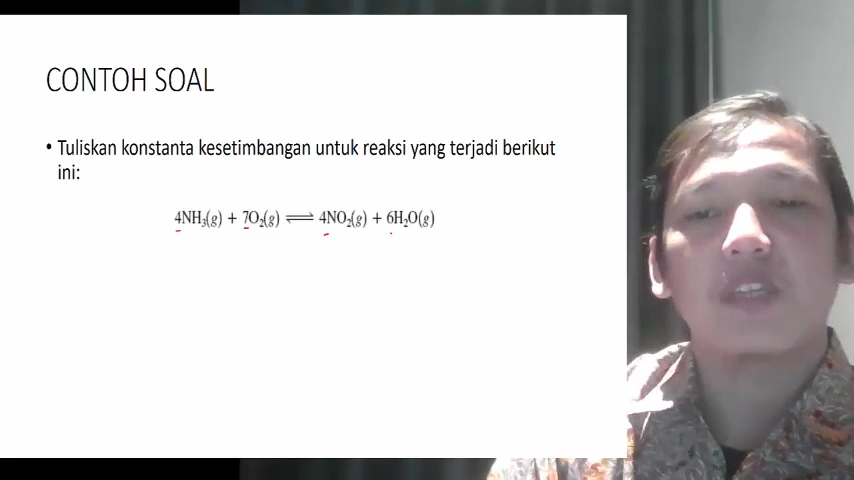 CONTOH SOAL
• Tuliskan konstanta kesetimbangan untuk reaksi yang terjadi berikut
ini:
4NH₃(g) + 7O₂(g) ⇌ 4NO₂(g) + 6H₂O(g)